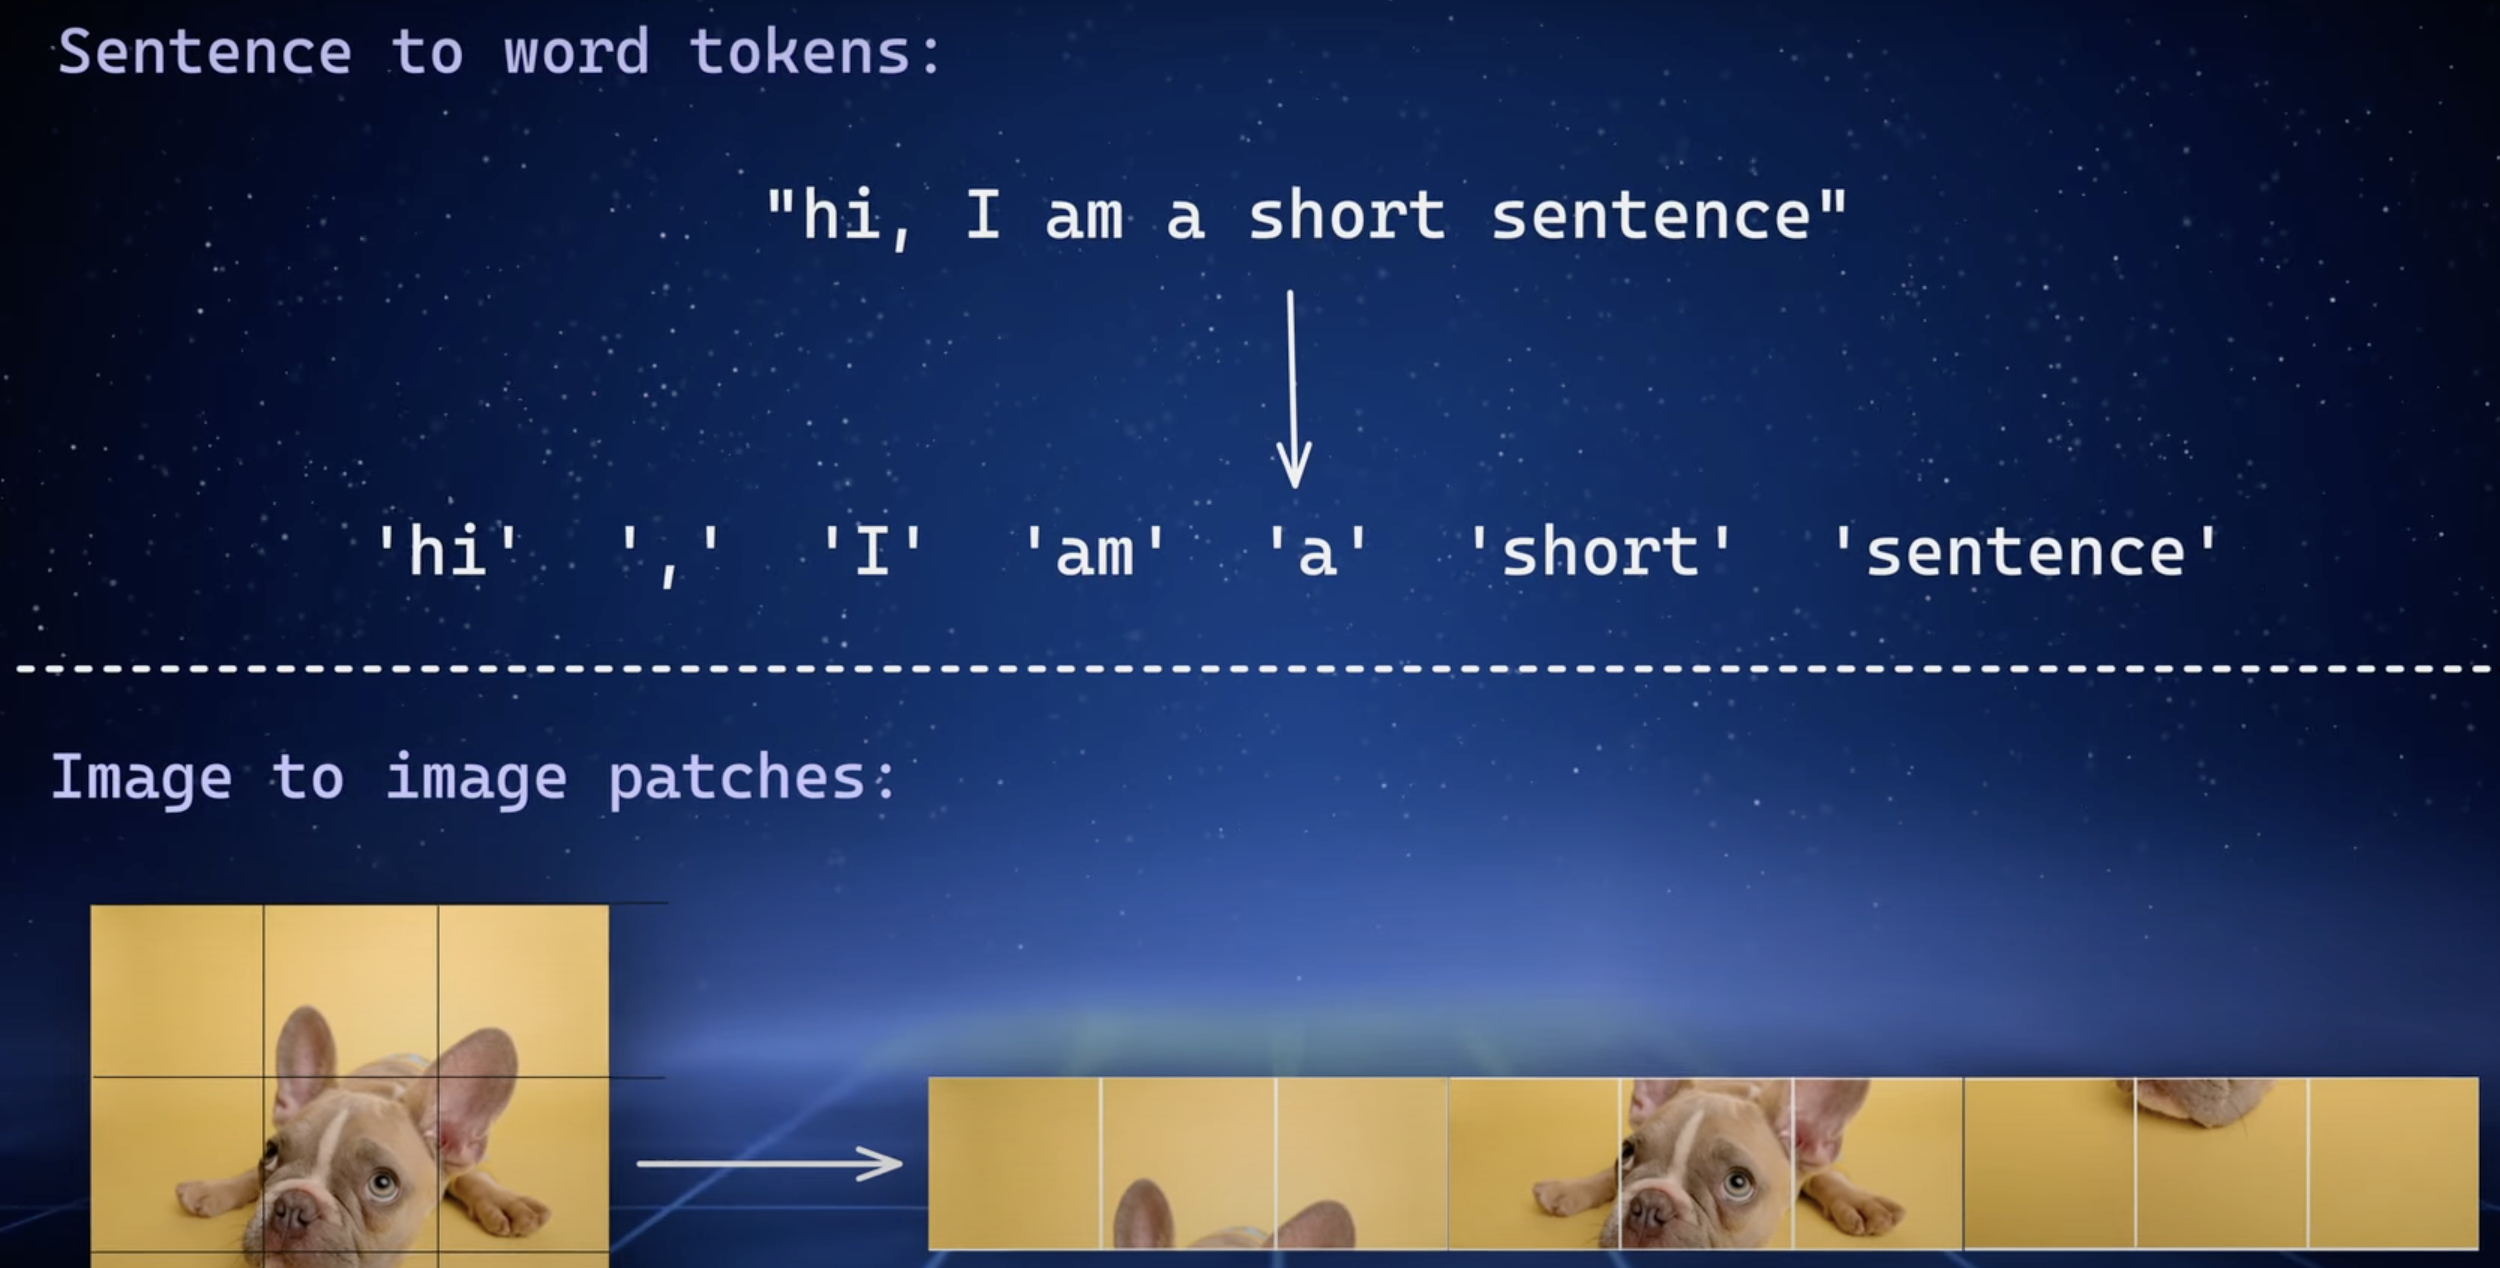 Sentence to word tokens:
"hi, I am a short sentence"
'hi' ',' 'I' 'am' 'a' 'short' 'sentence'
Image to image patches: